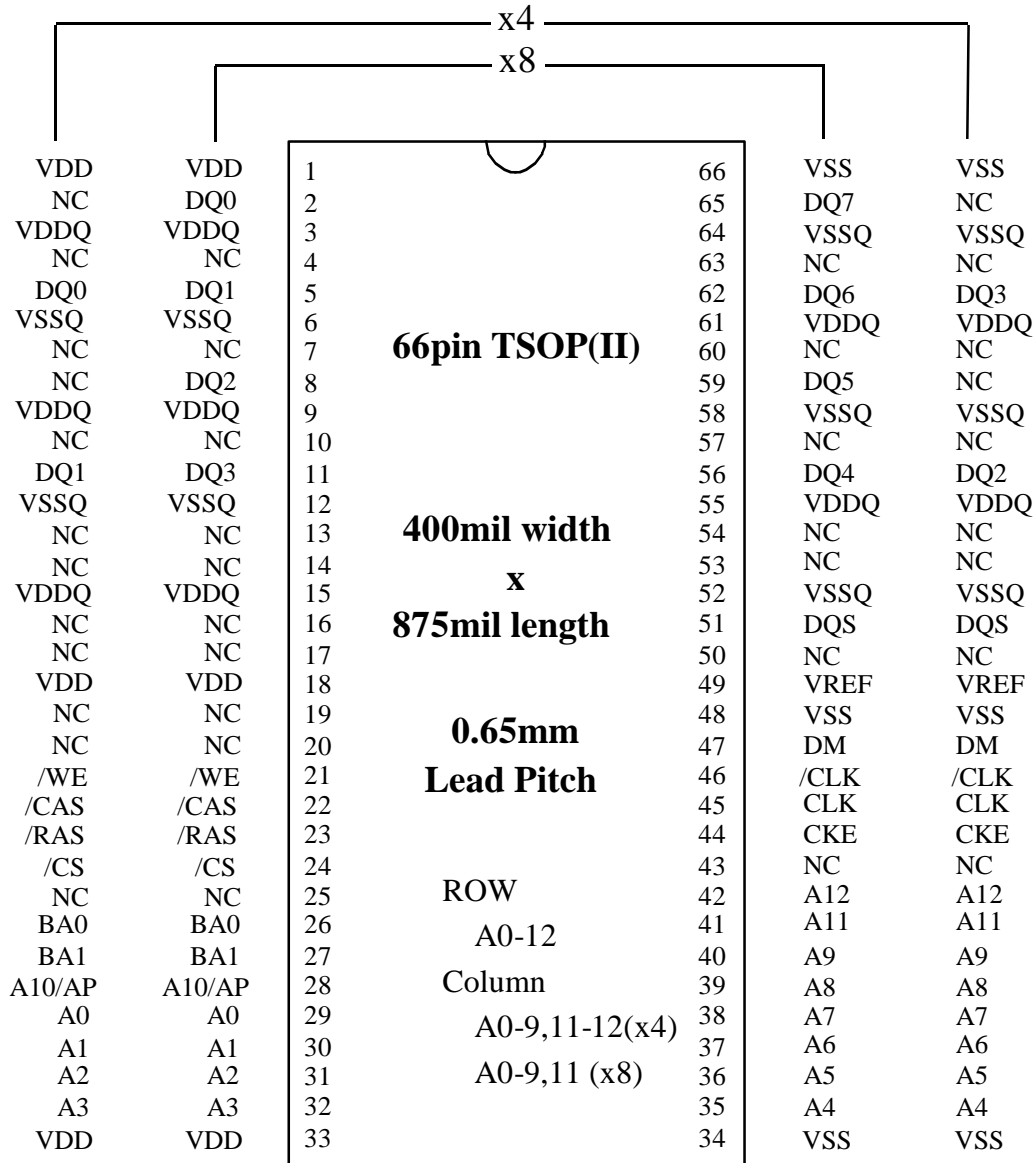 x4
x8
VDD VDD 1 66 VSS VSS
NC DQ0 2 65 DQ7 NC
VDDQ VDDQ 3 64 VSSQ VSSQ
NC NC 4 63 NC NC
DQ0 DQ1 5 62 DQ6 DQ3
VSSQ VSSQ 6 61 VDDQ VDDQ
NC NC 7 66pin TSOP(II) 60 NC NC
NC DQ2 8 59 DQ5 NC
VDDQ VDDQ 9 58 VSSQ VSSQ
NC NC 10 57 NC NC
DQ1 DQ3 11 56 DQ4 DQ2
VSSQ VSSQ 12 55 VDDQ VDDQ
NC NC 13 400mil width 54 NC NC
NC NC 14 x 53 NC NC
VDDQ VDDQ 15 52 VSSQ VSSQ
NC NC 16 875mil length 51 DQS DQS
NC NC 17 50 NC NC
VDD VDD 18 49 VREF VREF
NC NC 19 0.65mm 48 VSS VSS
NC NC 20 47 DM DM
/WE /WE 21 Lead Pitch 46 /CLK /CLK
/CAS /CAS 22 45 CLK CLK
/RAS /RAS 23 44 CKE CKE
/CS /CS 24 43 NC NC
NC NC 25 ROW 42 A12 A12
BA0 BA0 26 A0-12 41 A11 A11
BA1 BA1 27 40 A9 A9
A10/AP A10/AP 28 Column 39 A8 A8
A0 A0 29 A0-9,11-12(x4) 38 A7 A7
A1 A1 30 37 A6 A6
A2 A2 31 A0-9,11 (x8) 36 A5 A5
A3 A3 32 35 A4 A4
VDD VDD 33 34 VSS VSS